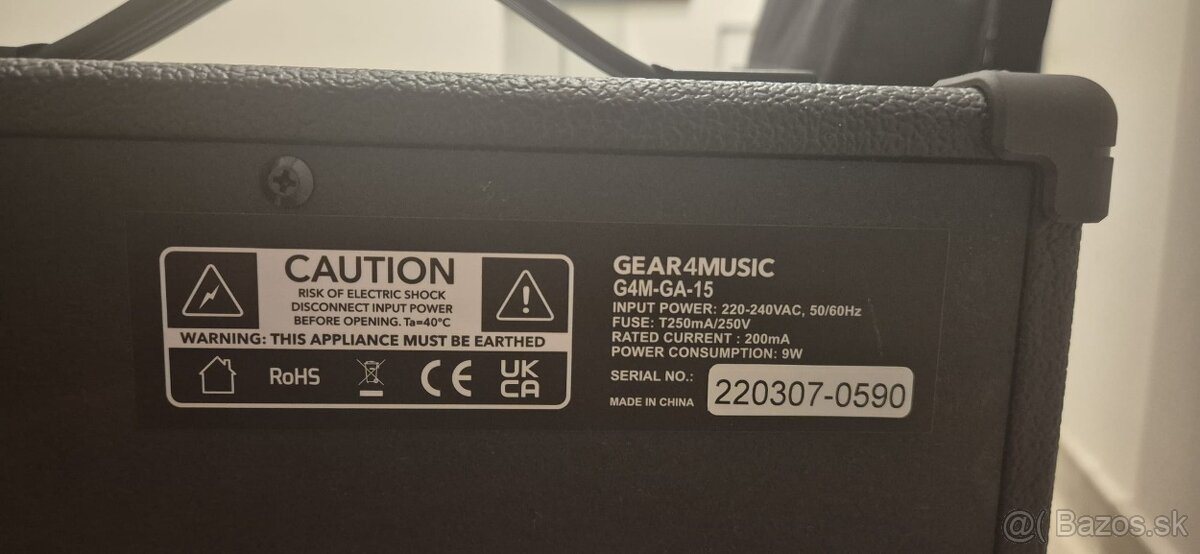 CAUTION
RISK OF ELECTRIC SHOCK
DISCONNECT INPUT POWER
BEFORE OPENING. Ta=40°C
WARNING: THIS APPLIANCE MUST BE EARTHED
RoHS
CE
UK
CA
GEAR4MUSIC
G4M-GA-15
INPUT POWER: 220-240VAC, 50/60Hz
FUSE: T250mA/250V
RATED CURRENT : 200mA
POWER CONSUMPTION: 9W
SERIAL NO.:
220307-0590
MADE IN CHINA
@( Bazos.sk